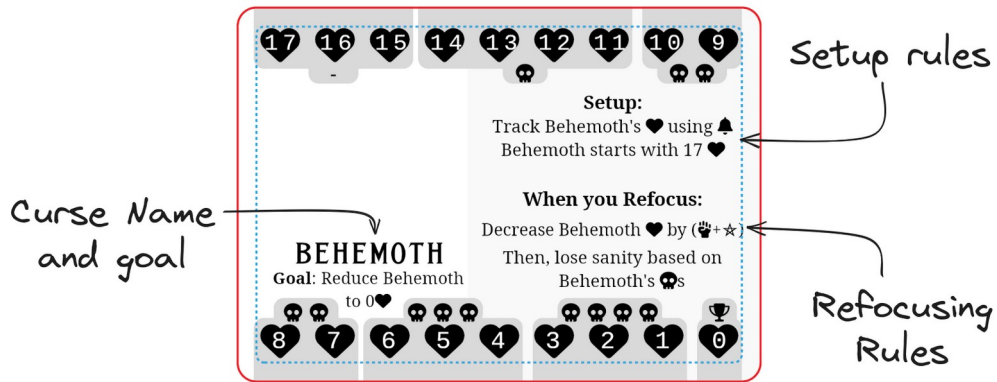 17 16 15 14 13 12 11 10 9
-
Setup rules
Setup:
Track Behemoth's ♥ using 🔔
Behemoth starts with 17 ♥
When you Refocus:
Decrease Behemoth ♥ by (✊+☆)
Then, lose sanity based on
Behemoth's 💀s
Curse Name
and goal
BEHEMOTH
Goal: Reduce Behemoth
to 0♥
Refocusing
Rules
8 7 6 5 4 3 2 1 0